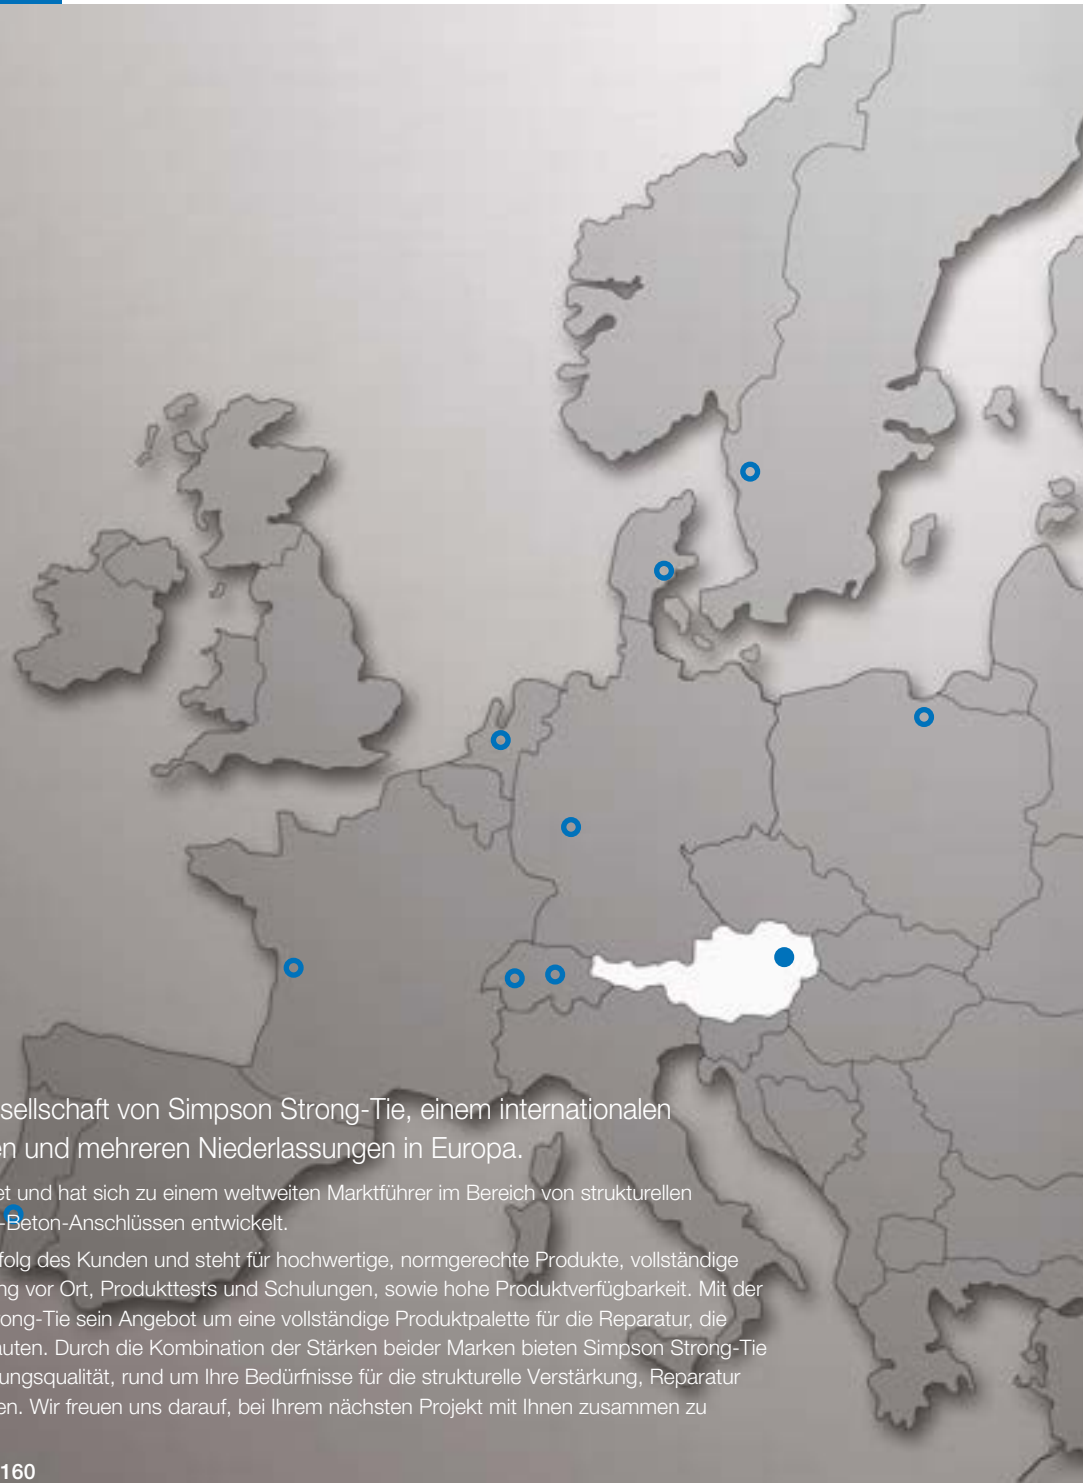 sellschaft von Simpson Strong-Tie, einem internationalen
en und mehreren Niederlassungen in Europa.
et und hat sich zu einem weltweiten Marktführer im Bereich von strukturellen
-Beton-Anschlüssen entwickelt.
folg des Kunden und steht für hochwertige, normgerechte Produkte, vollständige
ng vor Ort, Produkttests und Schulungen, sowie hohe Produktverfügbarkeit. Mit der
ong-Tie sein Angebot um eine vollständige Produktpalette für die Reparatur, die
auten. Durch die Kombination der Stärken beider Marken bieten Simpson Strong-Tie
ungsqualität, rund um Ihre Bedürfnisse für die strukturelle Verstärkung, Reparatur
en. Wir freuen uns darauf, bei Ihrem nächsten Projekt mit Ihnen zusammen zu
160